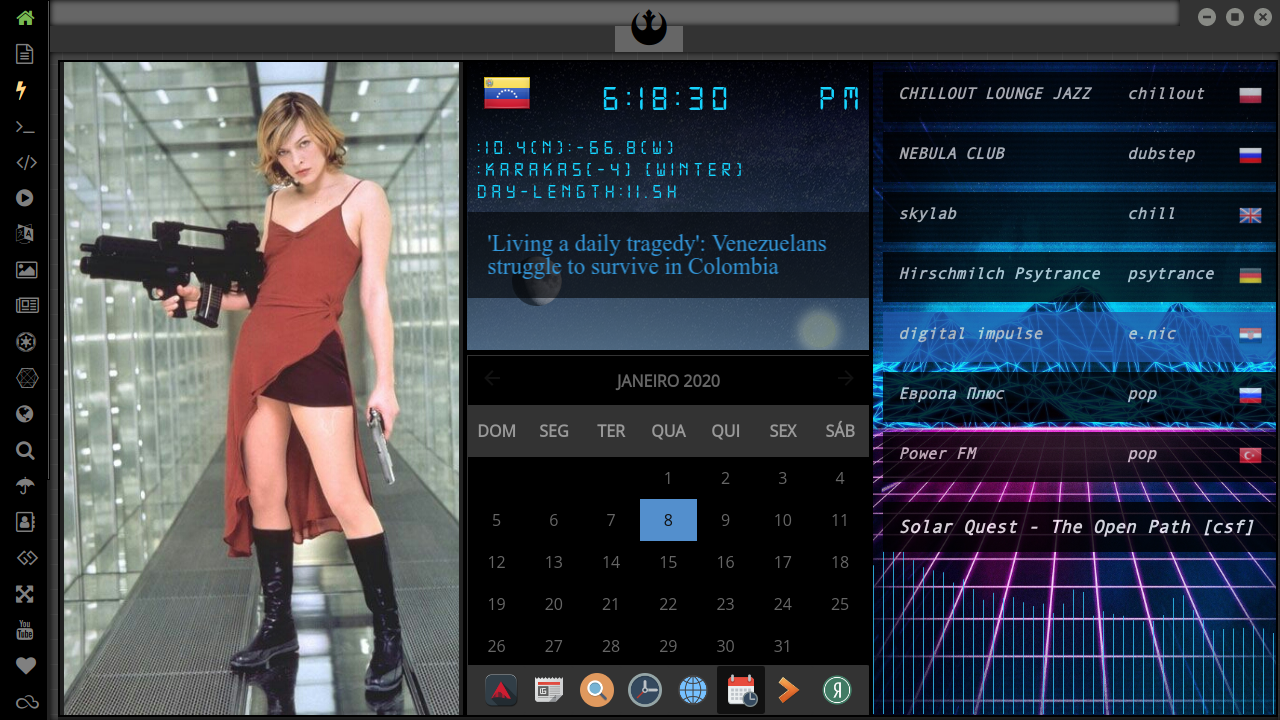 6:18:30 PM
:10.4(N):-66.8(W)
:KARAKAS(-4) (WINTER)
DAY-LENGTH:11.5H
'Living a daily tragedy': Venezuelans
struggle to survive in Colombia
JANEIRO 2020
DOM SEG TER QUA QUI SEX SÁB
1 2 3 4
5 6 7 8 9 10 11
12 13 14 15 16 17 18
19 20 21 22 23 24 25
26 27 28 29 30 31
CHILLOUT LOUNGE JAZZ chillout
NEBULA CLUB dubstep
skylab chill
Hirschmilch Psytrance psytrance
digital impulse e.nic
Европа Плюс pop
Power FM pop
Solar Quest - The Open Path [csf]
You
Tube
Я